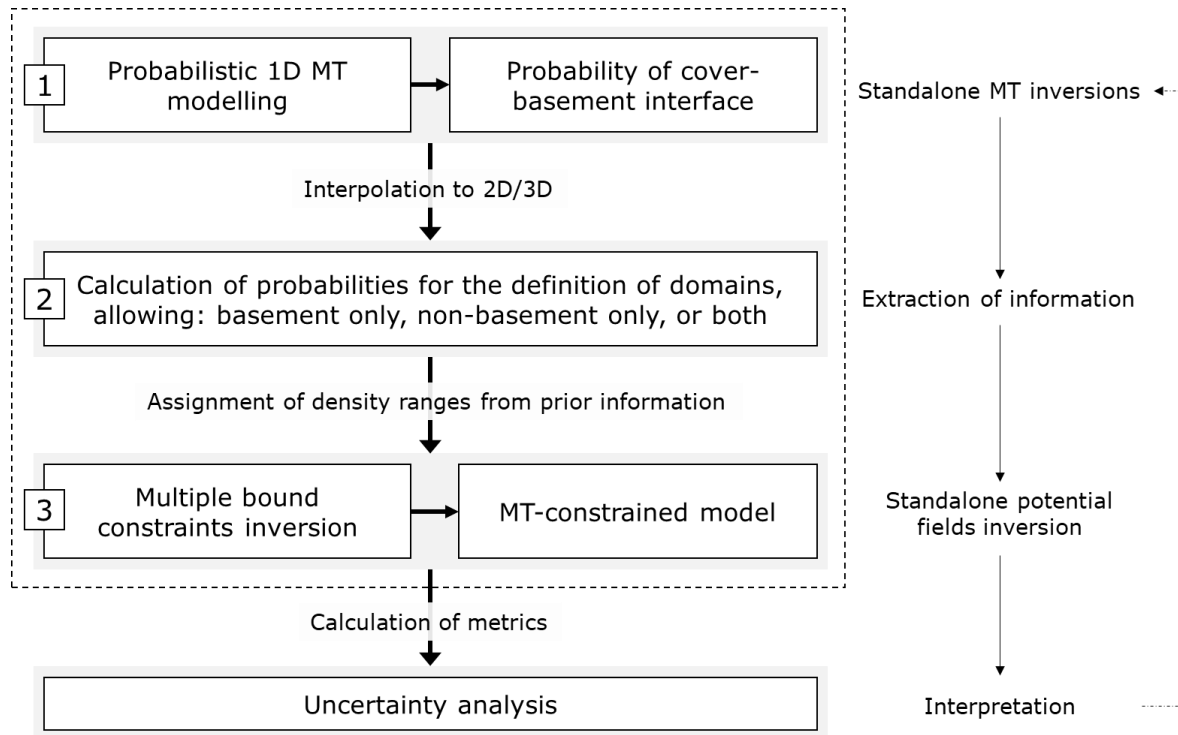 1
Probabilistic 1D MT
modelling
Probability of cover-
basement interface
Standalone MT inversions
Interpolation to 2D/3D
2
Calculation of probabilities for the definition of domains,
allowing: basement only, non-basement only, or both
Extraction of information
Assignment of density ranges from prior information
3
Multiple bound
constraints inversion
MT-constrained model
Standalone potential
fields inversion
Calculation of metrics
Uncertainty analysis
Interpretation